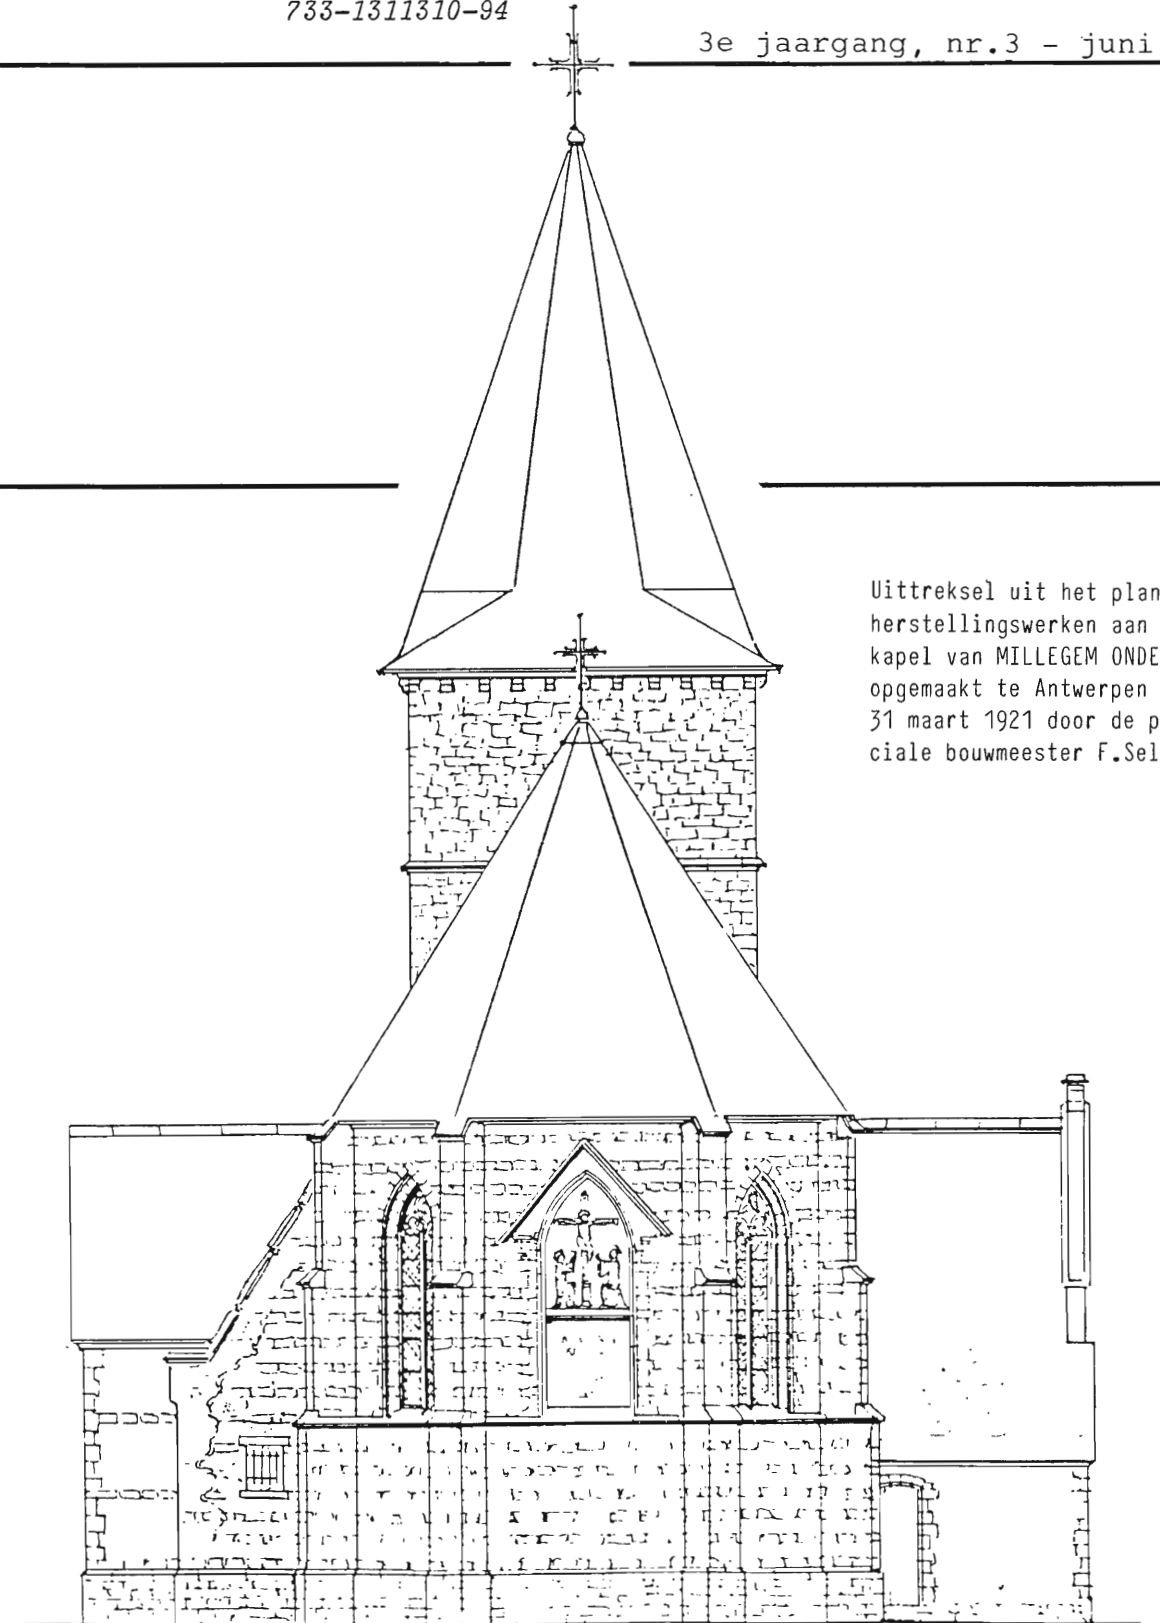 733-1311310-94
3e jaargang, nr.3 - juni
Uittreksel uit het plan
herstellingswerken aan
kapel van MILLEGEM ONDE
opgemaakt te Antwerpen
31 maart 1921 door de p
ciale bouwmeester F.Sel